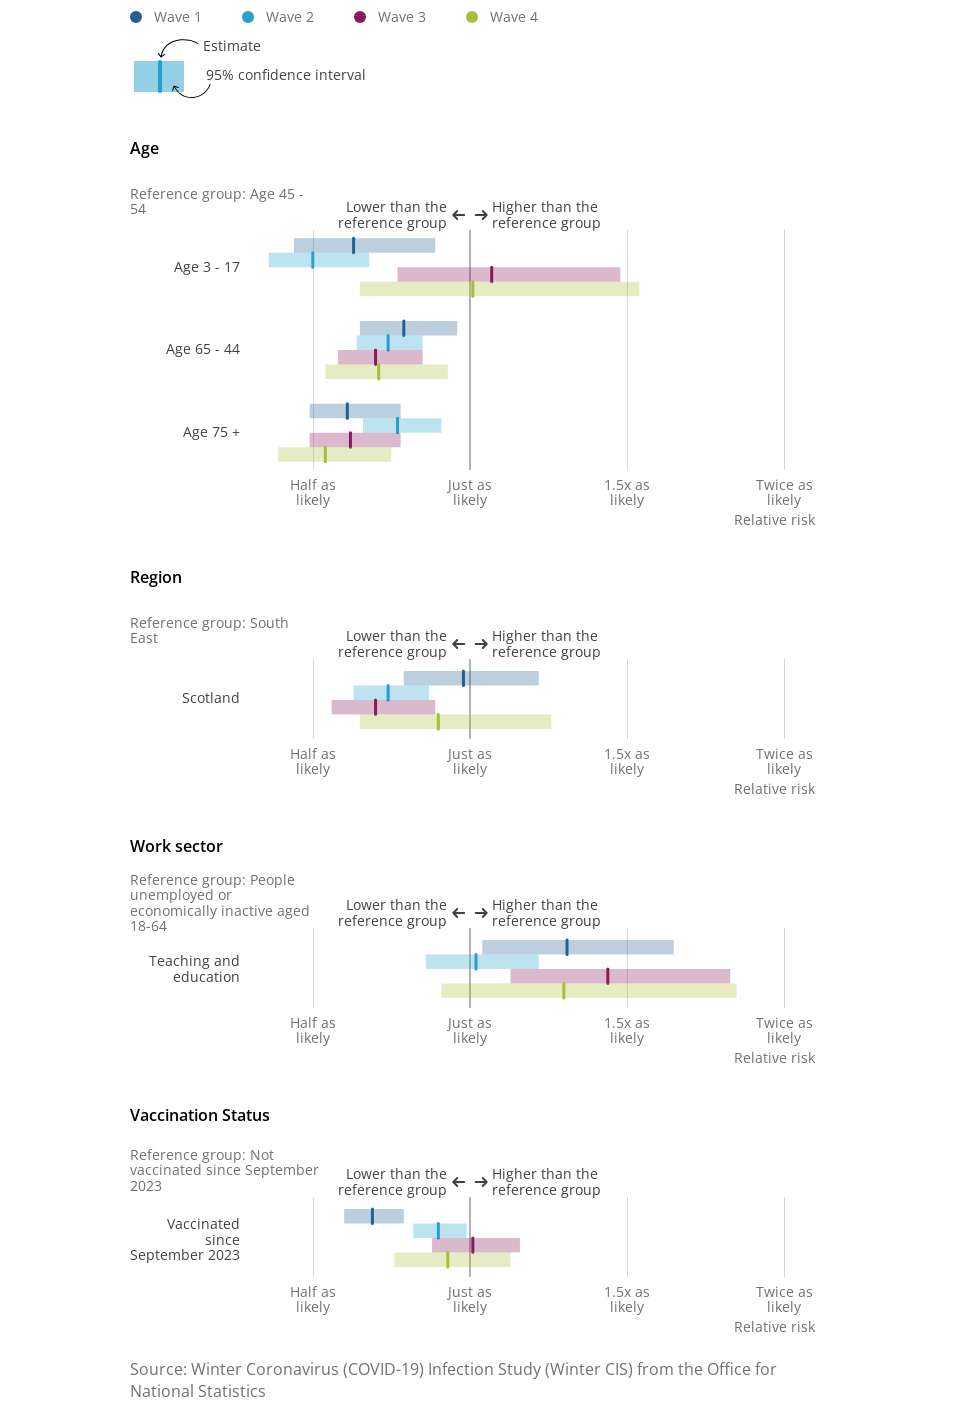 Wave 1
Wave 2
Wave 3
Wave 4
Estimate
95% confidence interval
Age
Reference group: Age 45 -
54
Lower than the
reference group
Higher than the
reference group
Age 3 - 17
Age 65 - 44
Age 75 +
Half as
likely
Just as
likely
1.5x as
likely
Twice as
likely
Relative risk
Region
Reference group: South
East
Lower than the
reference group
Higher than the
reference group
Scotland
Half as
likely
Just as
likely
1.5x as
likely
Twice as
likely
Relative risk
Work sector
Reference group: People
unemployed or
economically inactive aged
18-64
Lower than the
reference group
Higher than the
reference group
Teaching and
education
Half as
likely
Just as
likely
1.5x as
likely
Twice as
likely
Relative risk
Vaccination Status
Reference group: Not
vaccinated since September
2023
Lower than the
reference group
Higher than the
reference group
Vaccinated
since
September 2023
Half as
likely
Just as
likely
1.5x as
likely
Twice as
likely
Relative risk
Source: Winter Coronavirus (COVID-19) Infection Study (Winter CIS) from the Office for
National Statistics